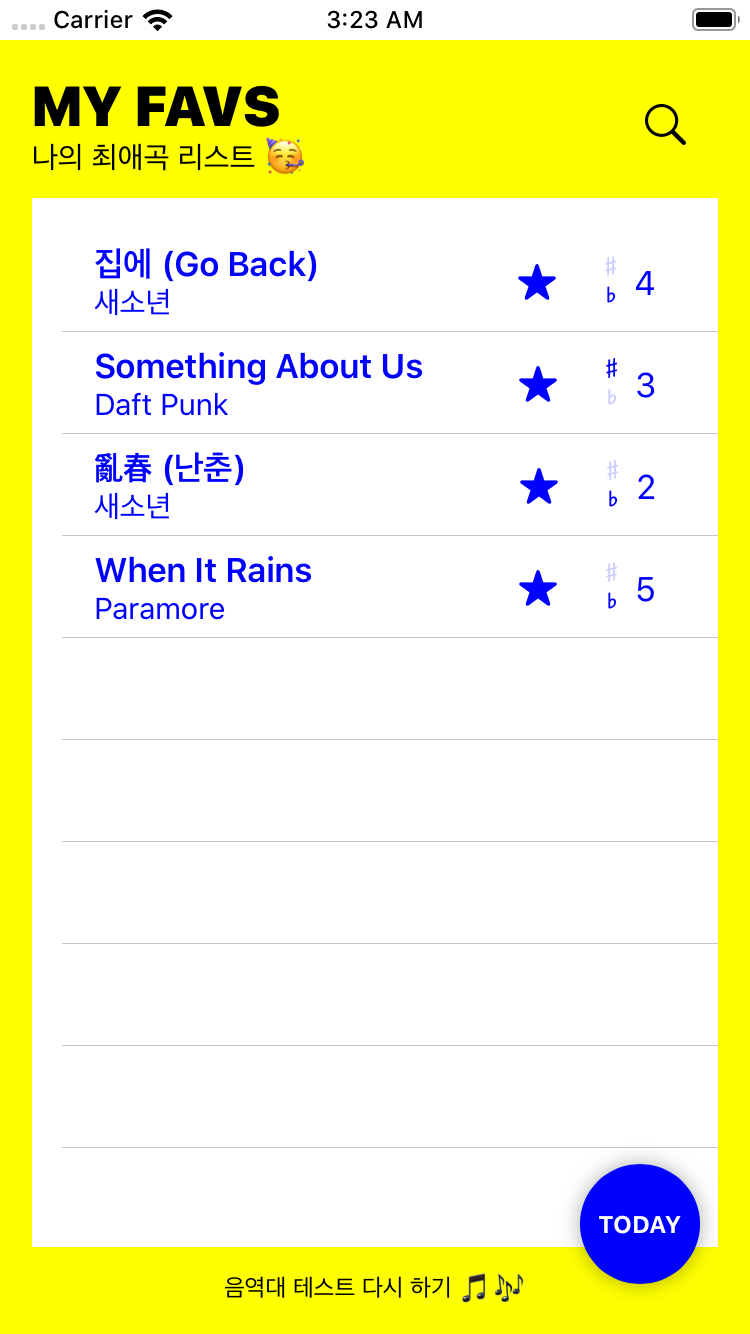 Carrier 3:23 AM
MY FAVS
나의 최애곡 리스트 🥳
집에 (Go Back)
새소년
★ ♯ ♭ 4
Something About Us
Daft Punk
★ ♯ ♭ 3
亂春 (난춘)
새소년
★ ♯ ♭ 2
When It Rains
Paramore
★ ♯ ♭ 5
TODAY
음역대 테스트 다시 하기 🎵🎶